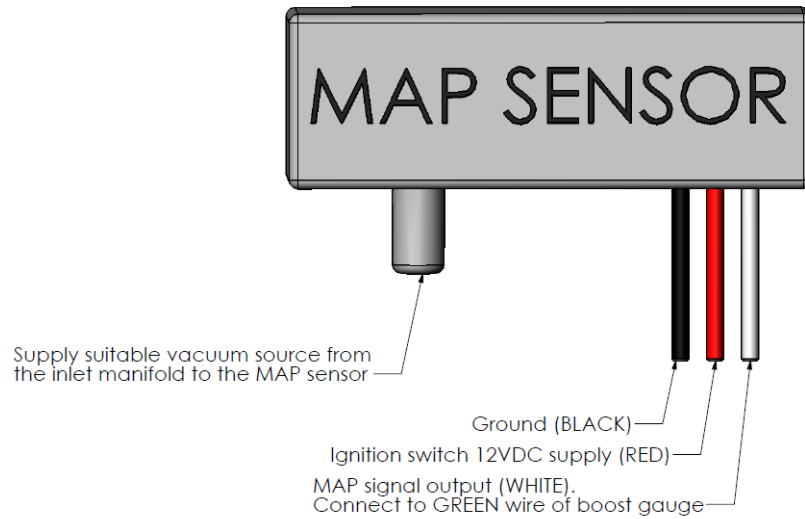 MAP SENSOR
Supply suitable vacuum source from
the inlet manifold to the MAP sensor
Ground (BLACK)
Ignition switch 12VDC supply (RED)
MAP signal output (WHITE).
Connect to GREEN wire of boost gauge